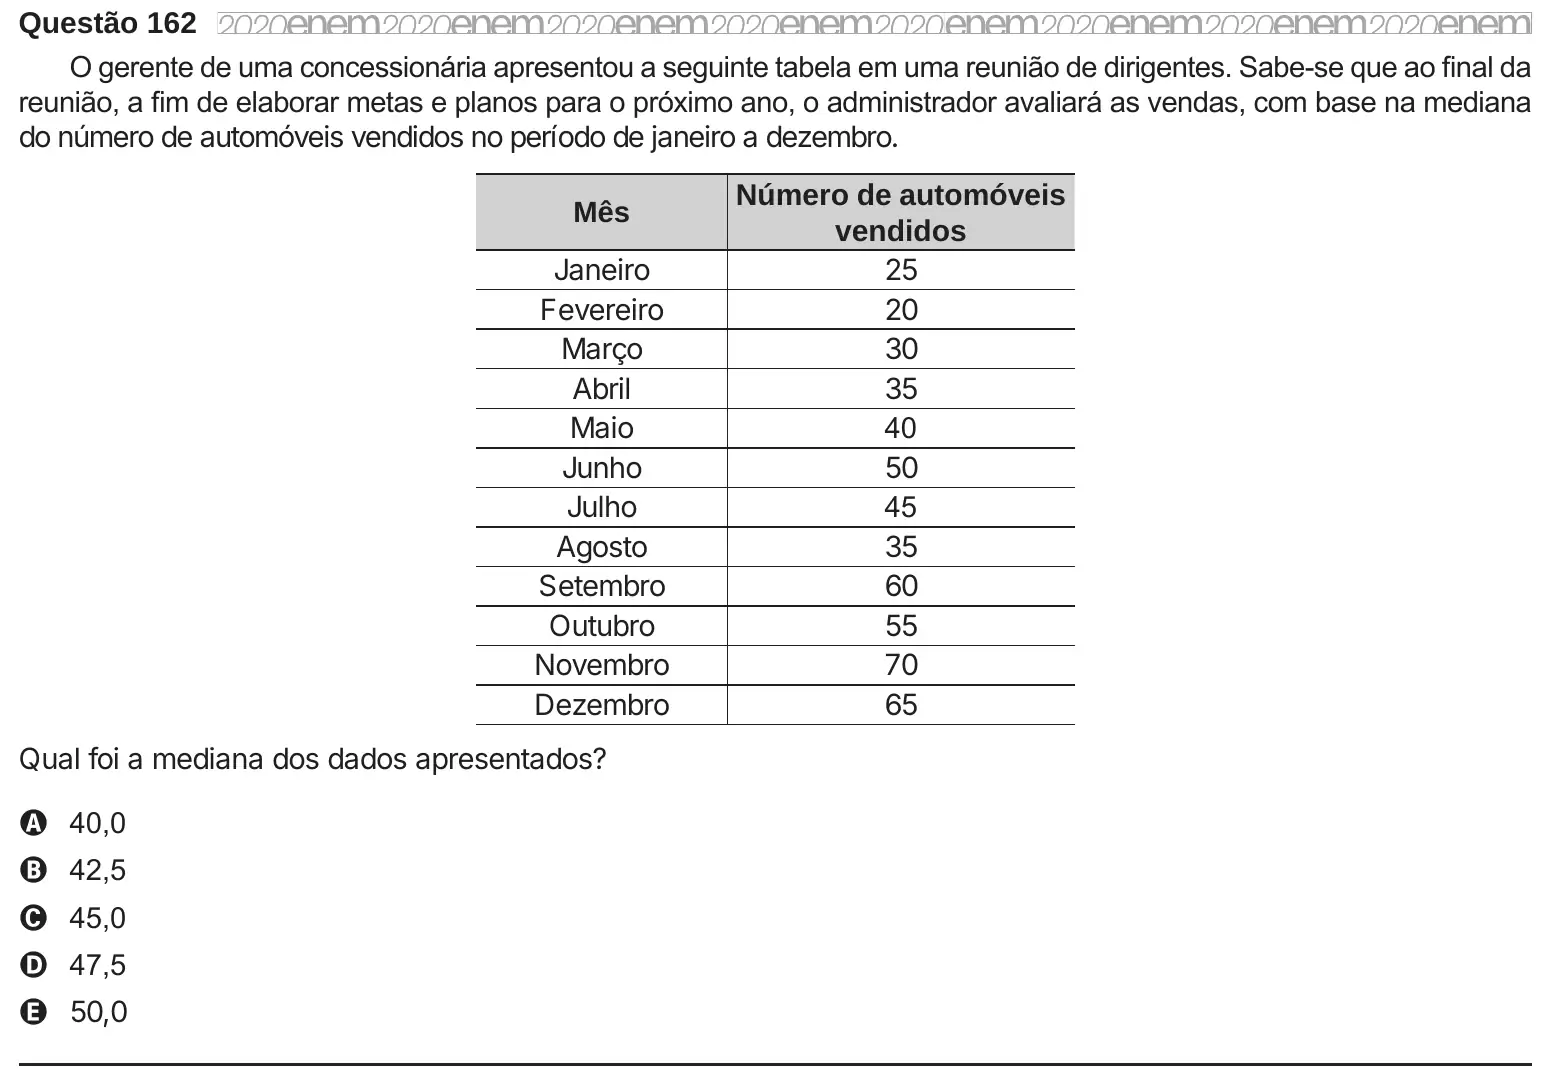 Questão 162 2020enem2020enem2020enem2020enem2020enem2020enem2020enem2020enem
O gerente de uma concessionária apresentou a seguinte tabela em uma reunião de dirigentes. Sabe-se que ao final da
reunião, a fim de elaborar metas e planos para o próximo ano, o administrador avaliará as vendas, com base na mediana
do número de automóveis vendidos no período de janeiro a dezembro.
Mês Número de automóveis
vendidos
Janeiro 25
Fevereiro 20
Março 30
Abril 35
Maio 40
Junho 50
Julho 45
Agosto 35
Setembro 60
Outubro 55
Novembro 70
Dezembro 65
Qual foi a mediana dos dados apresentados?
A 40,0
B 42,5
C 45,0
D 47,5
E 50,0